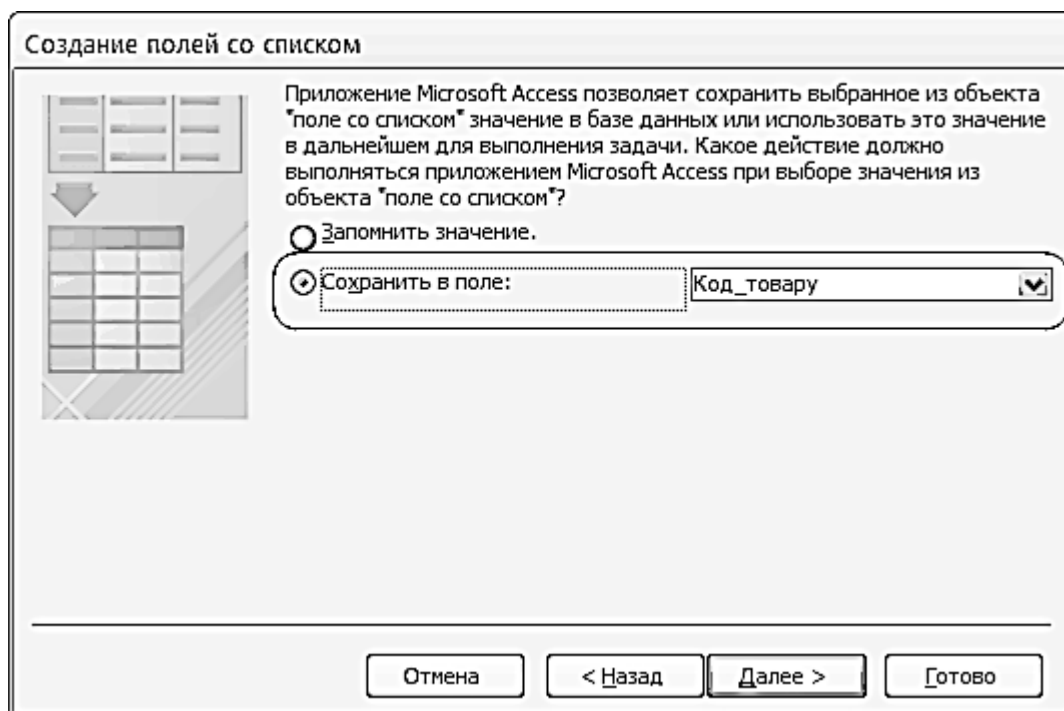 Создание полей со списком
Приложение Microsoft Access позволяет сохранить выбранное из объекта
"поле со списком" значение в базе данных или использовать это значение
в дальнейшем для выполнения задачи. Какое действие должно
выполняться приложением Microsoft Access при выборе значения из
объекта "поле со списком"?
Запомнить значение.
Сохранить в поле: Код_товару
Отмена < Назад Далее > Готово